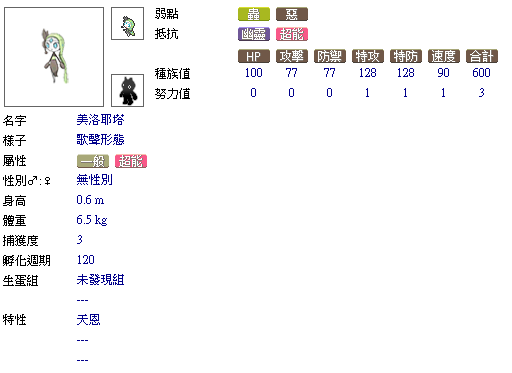 弱點 蟲 惡
抵抗 幽靈 超能
HP 攻擊 防禦 特攻 特防 速度 合計
種族值 100 77 77 128 128 90 600
努力值 0 0 0 1 1 1 3
名字 美洛耶塔
樣子 歌聲形態
屬性 一般 超能
性別♂:♀ 無性別
身高 0.6 m
體重 6.5 kg
捕獲度 3
孵化週期 120
生蛋組 未發現組
---
特性 天恩
---
---